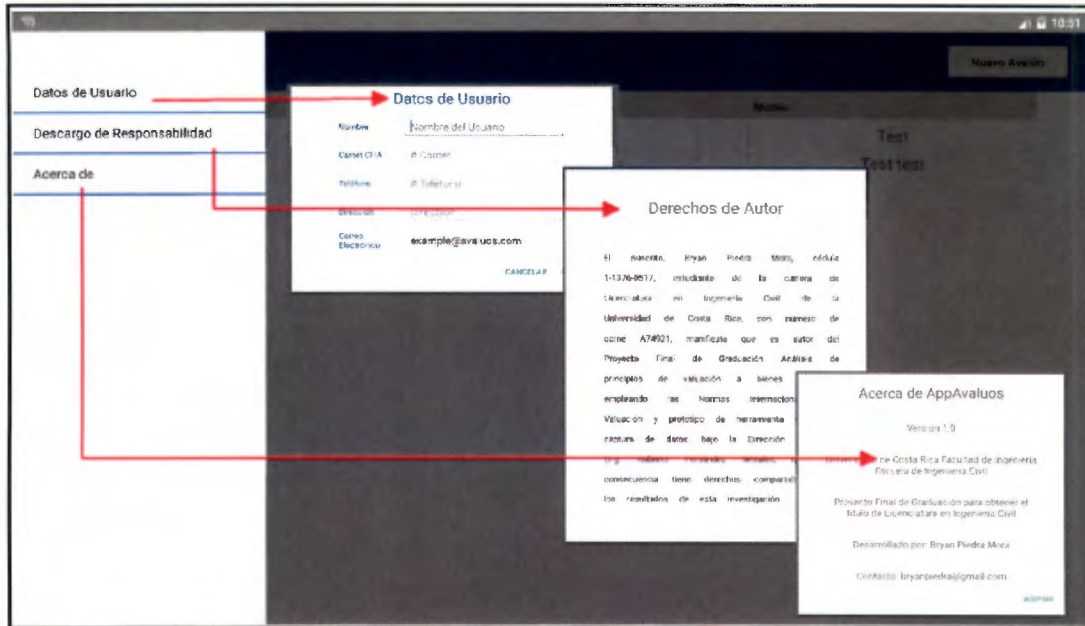 10:51
Nuevo Avalúo
Datos de Usuario
Descargo de Responsabilidad
Acerca de
Datos de Usuario
Nombre
Nombre del Usuario
Carnet CFIA
# Carnet
Teléfono
# Teléfono
Dirección
Dirección
Correo
Electrónico
example@avaluos.com
CANCELAR
Test
Test test
Derechos de Autor
El suscrito, Bryan Piedra Mora, cédula
estudiante de la carrera de
Licenciatura en Ingeniería Civil de la
Universidad de Costa Rica, con número de
carné A74921, manifiesta que es autor del
Proyecto Final de Graduación Análisis de
principios de valuación a bienes
empleando las Normas Internacion
Valuación y prototipo de herramienta
captura de datos bajo la Dirección
consecuencia tiene derechos compartid
los resultados de esta investigación
Acerca de AppAvaluos
Versión 1.0
de Costa Rica Facultad de Ingeniería
Escuela de Ingeniería Civil
Proyecto Final de Graduación para obtener el
título de Licenciatura en Ingeniería Civil
Desarrollado por: Bryan Piedra Mora
Contacto: bryanpiedra@gmail.com
ACEPTAR